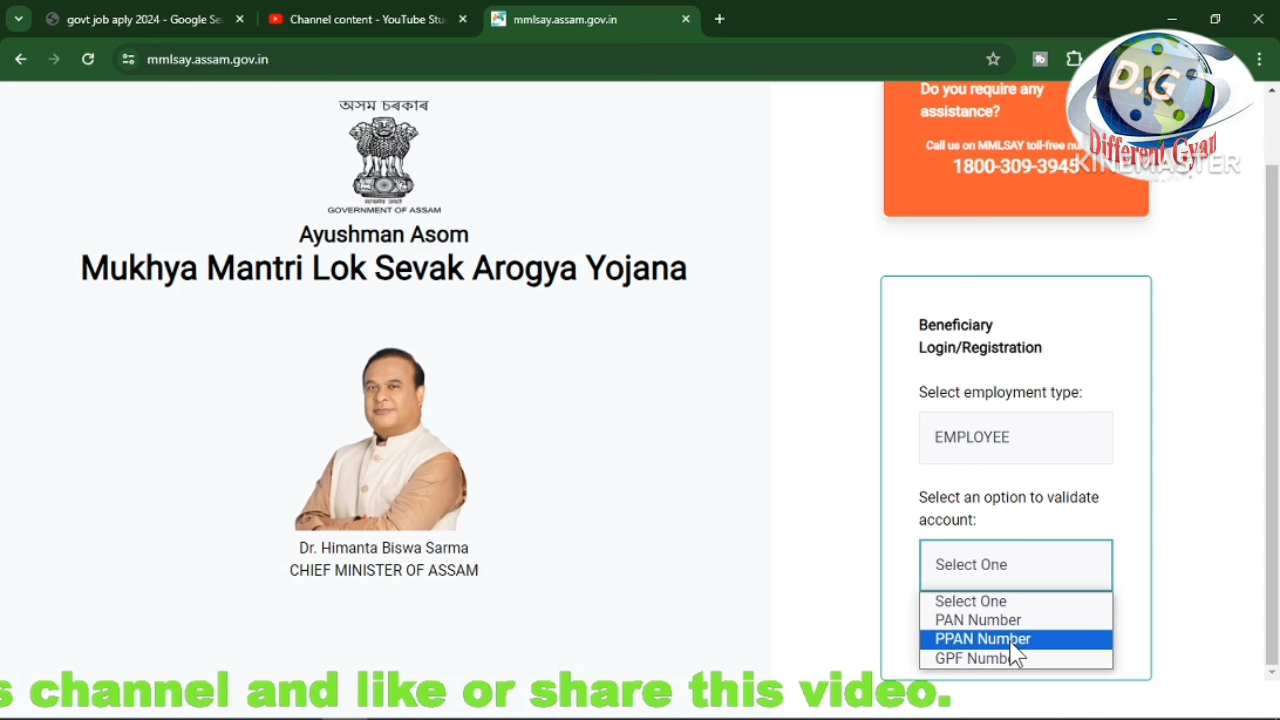 govt job aply 2024 - Google Se
Channel content - YouTube Stu
mmlsay.assam.gov.in
mmlsay.assam.gov.in
D.G
Different Gyan
KINEMASTER
অসম চৰকাৰ
GOVERNMENT OF ASSAM
Ayushman Asom
Mukhya Mantri Lok Sevak Arogya Yojana
Dr. Himanta Biswa Sarma
CHIEF MINISTER OF ASSAM
Do you require any
assistance?
Call us on MMLSAY toll-free nu
1800-309-3945
Beneficiary
Login/Registration
Select employment type:
EMPLOYEE
Select an option to validate
account:
Select One
Select One
PAN Number
PPAN Number
GPF Number
s channel and like or share this video.